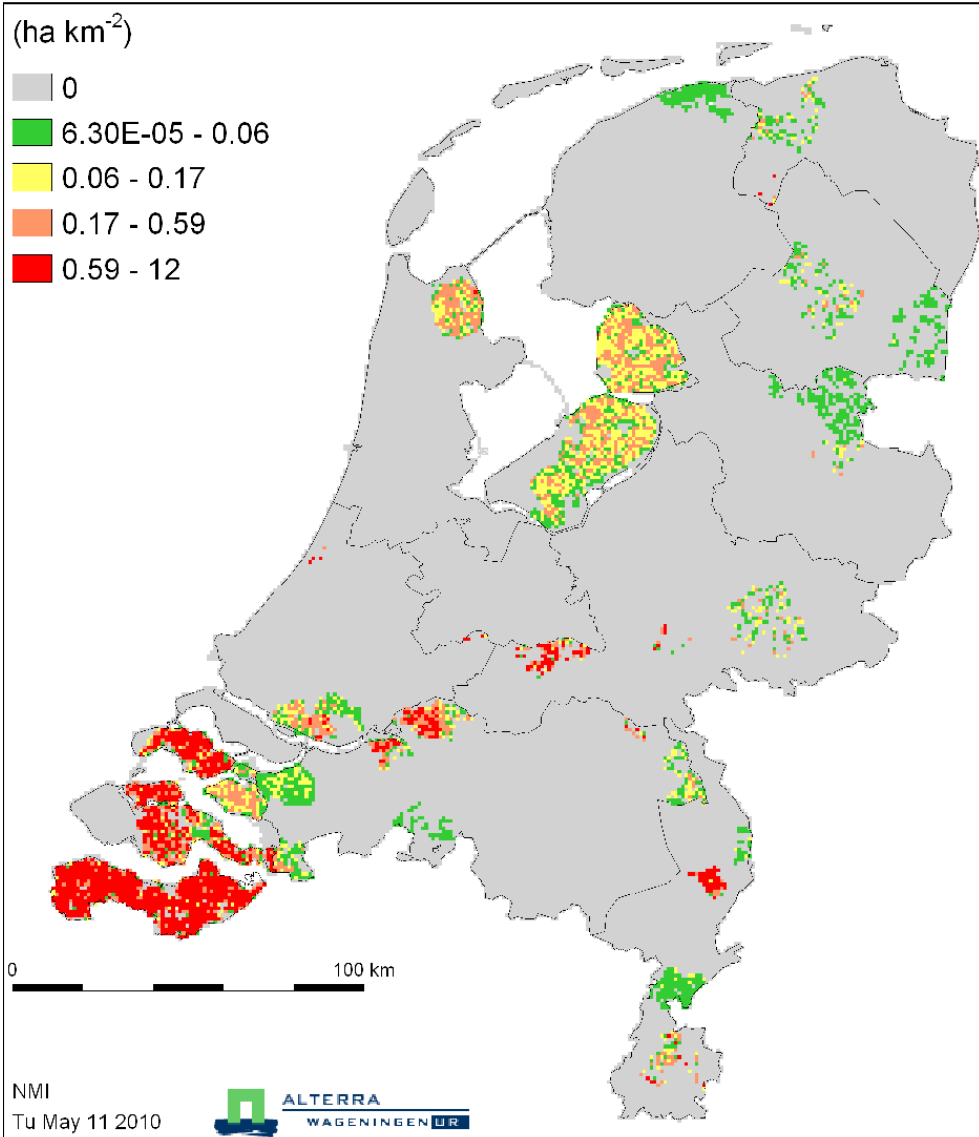 (ha km-2)
0
6.30E-05 - 0.06
0.06 - 0.17
0.17 - 0.59
0.59 - 12
0 100 km
NMI
Tu May 11 2010
ALTERRA
WAGENINGEN UR